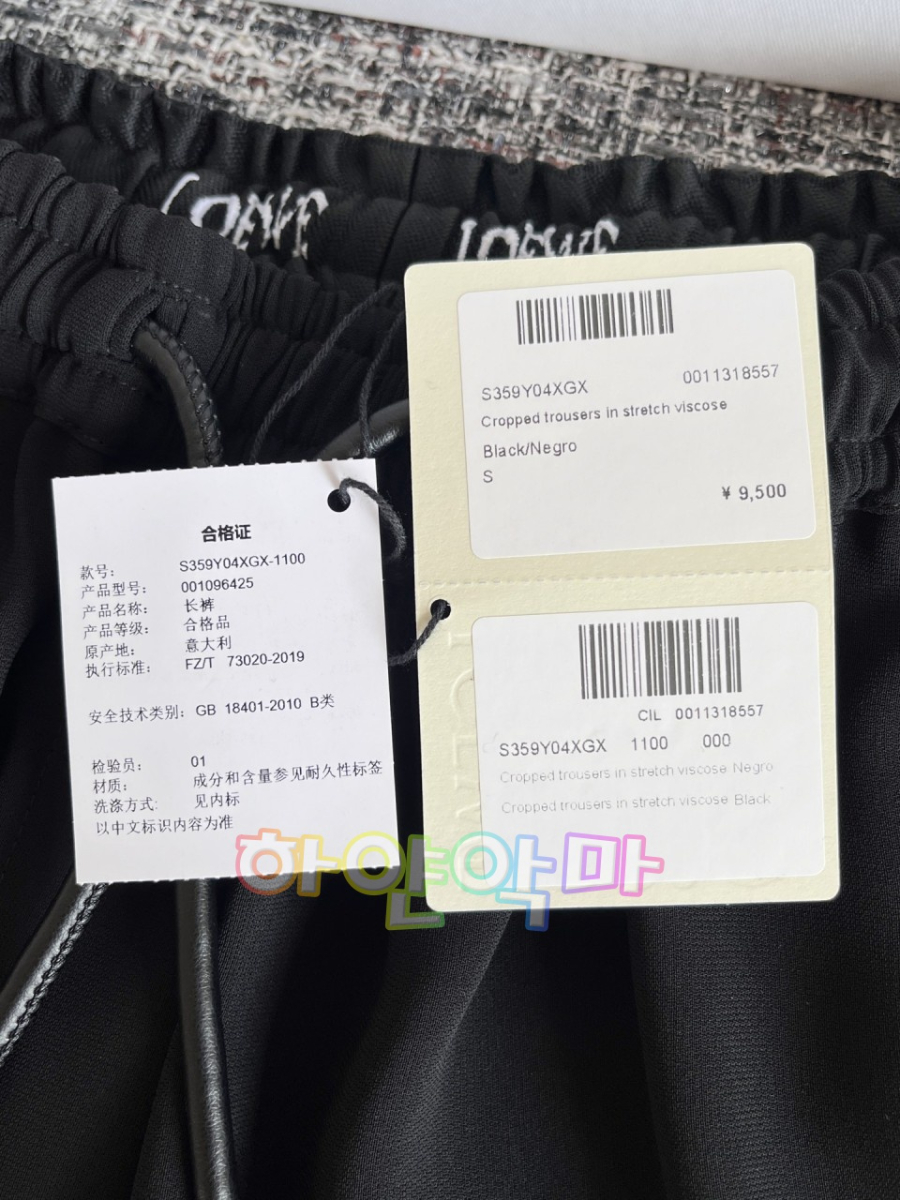 LOEWE LOEWE
S359Y04XGX 0011318557
Cropped trousers in stretch viscose
Black/Negro
S
¥ 9,500
合格证
款号: S359Y04XGX-1100
产品型号: 001096425
产品名称: 长裤
产品等级: 合格品
原产地: 意大利
执行标准: FZ/T 73020-2019
安全技术类别: GB 18401-2010 B类
检验员: 01
材质: 成分和含量参见耐久性标签
洗涤方式: 见内标
以中文标识内容为准
CIL 0011318557
S359Y04XGX 1100 000
Cropped trousers in stretch viscose Negro
Cropped trousers in stretch viscose Black
하얀악마